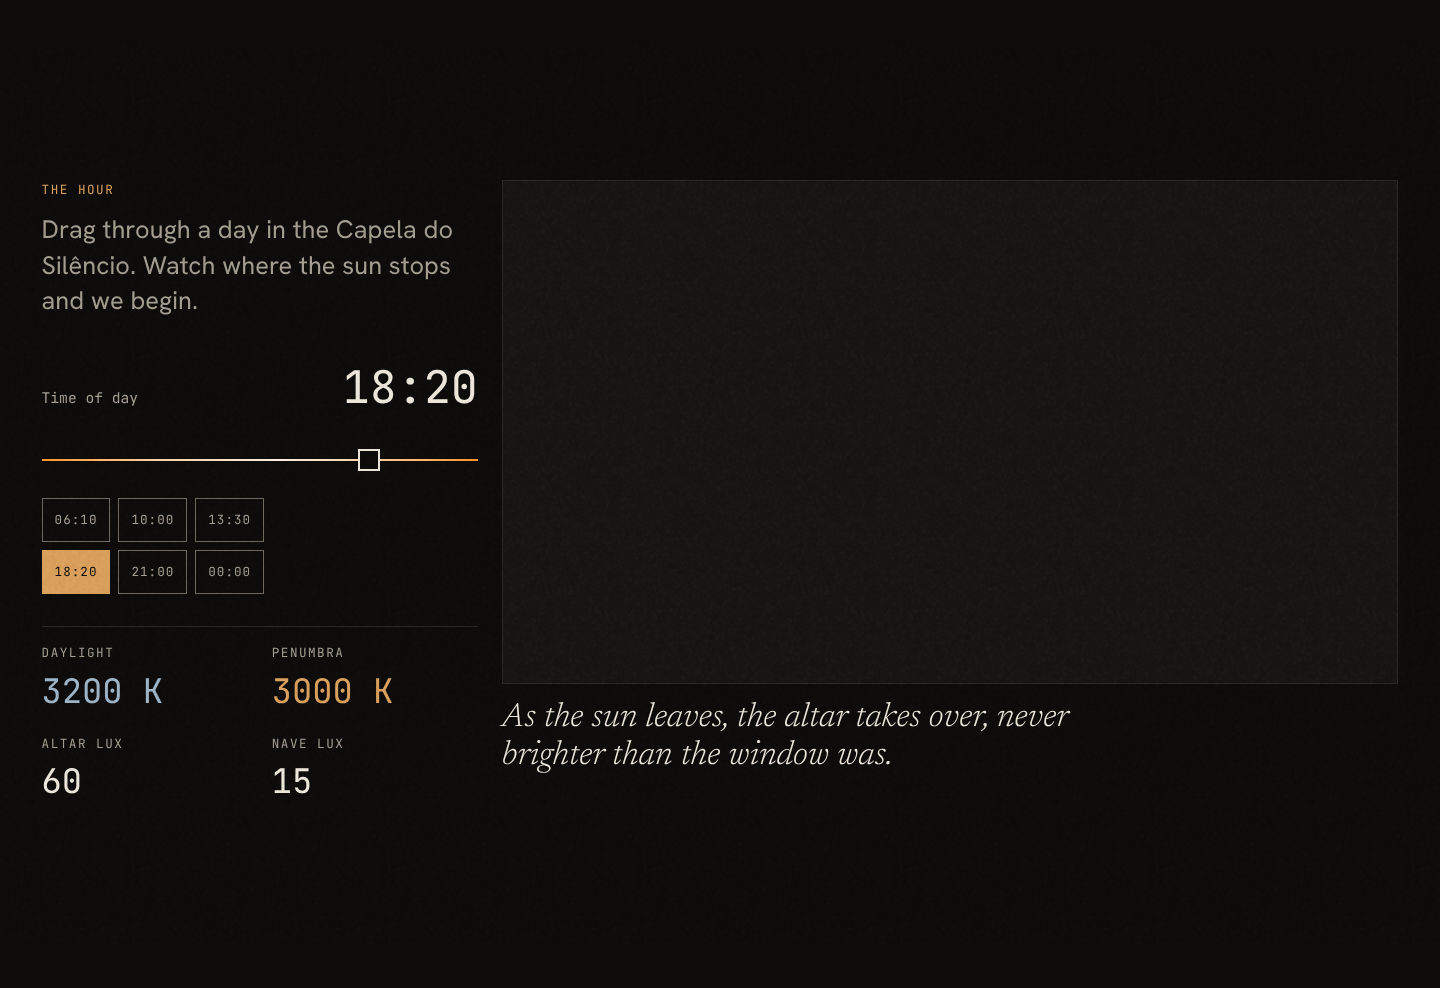 THE HOUR
Drag through a day in the Capela do
Silêncio. Watch where the sun stops
and we begin.
Time of day
18:20
06:10
10:00
13:30
18:20
21:00
00:00
DAYLIGHT
3200 K
PENUMBRA
3000 K
ALTAR LUX
60
NAVE LUX
15
As the sun leaves, the altar takes over, never
brighter than the window was.